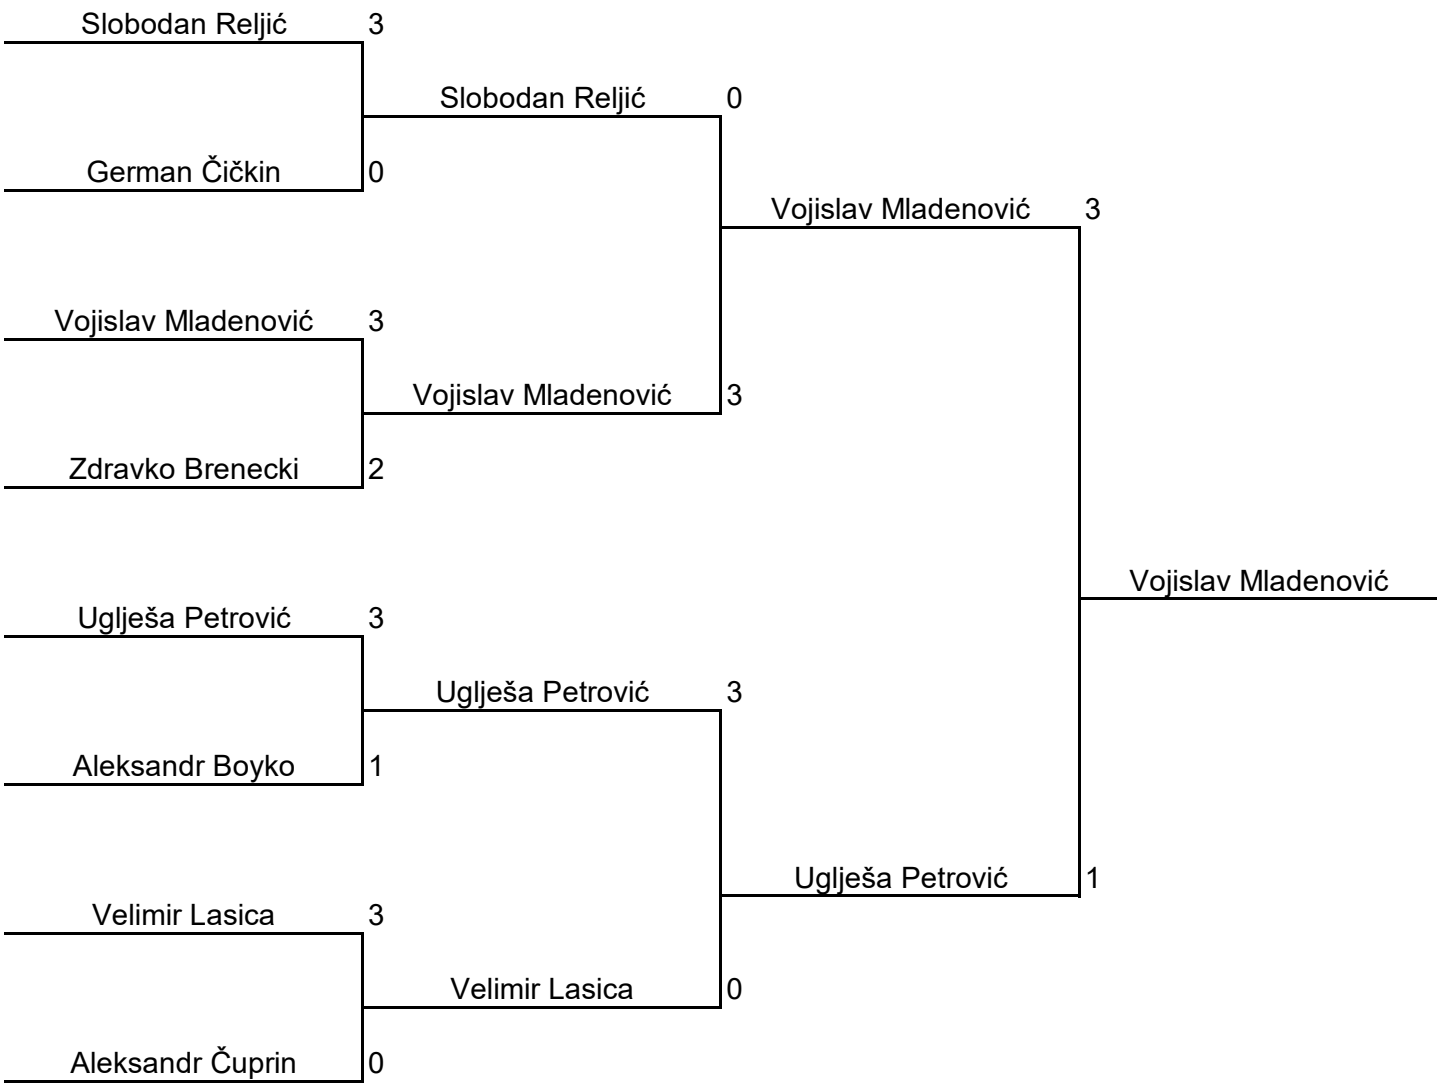 Slobodan Reljić 3
Slobodan Reljić 0
German Čičkin 0
Vojislav Mladenović 3
Vojislav Mladenović 3
Vojislav Mladenović 3
Zdravko Brenecki 2
Vojislav Mladenović
Uglješa Petrović 3
Uglješa Petrović 3
Aleksandr Boyko 1
Uglješa Petrović 1
Velimir Lasica 3
Velimir Lasica 0
Aleksandr Čuprin 0